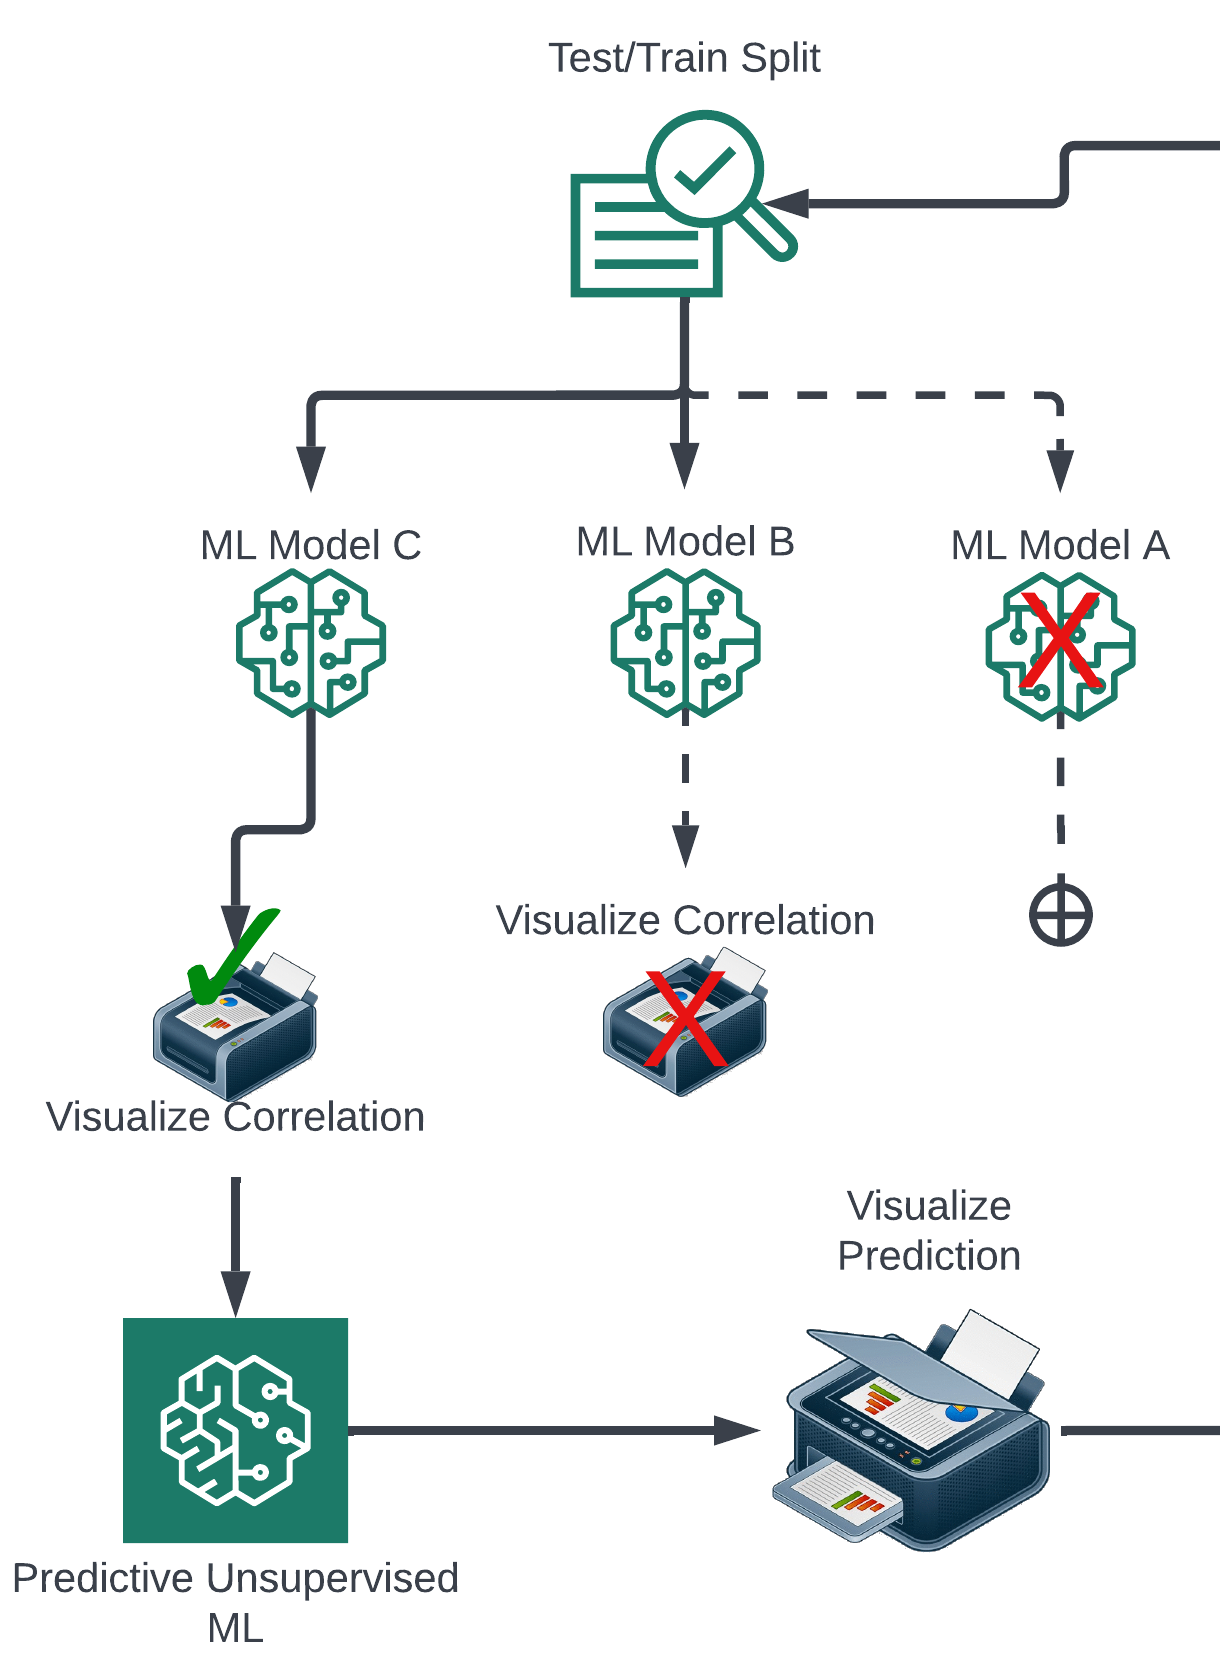 Test/Train Split
ML Model C
ML Model B
ML Model A
Visualize Correlation
Visualize Correlation
Visualize
Prediction
Predictive Unsupervised
ML